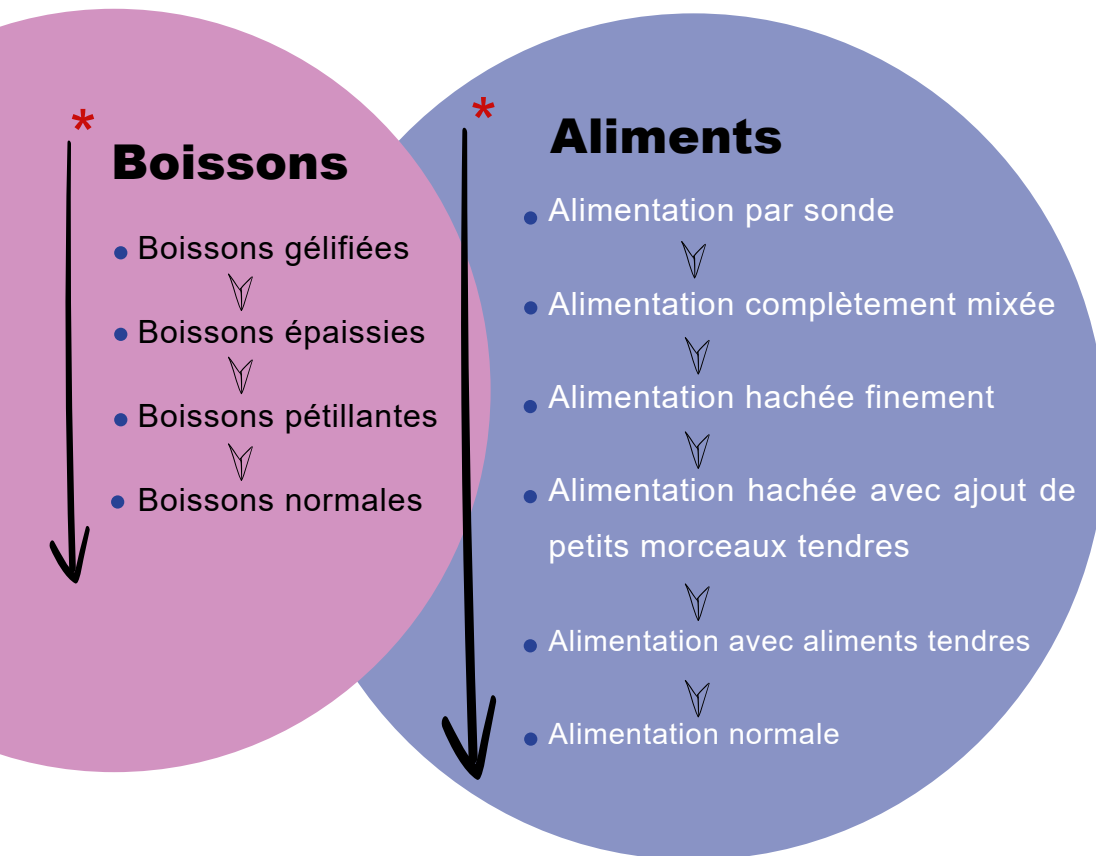 *
Boissons
• Boissons gélifiées
• Boissons épaissies
• Boissons pétillantes
• Boissons normales
*
Aliments
• Alimentation par sonde
• Alimentation complètement mixée
• Alimentation hachée finement
• Alimentation hachée avec ajout de
petits morceaux tendres
• Alimentation avec aliments tendres
• Alimentation normale